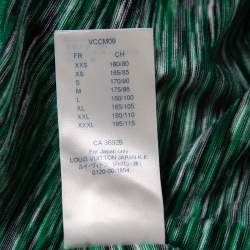 VCCM09
FR CH
XXS 160/80
XS 165/85
S 170/90
M 175/95
L 180/100
XL 185/105
XXL 190/110
XXXL 195/115
CA 36929
For Japan only
LOUIS VUITTON JAPAN K.K.
0120-00-1854